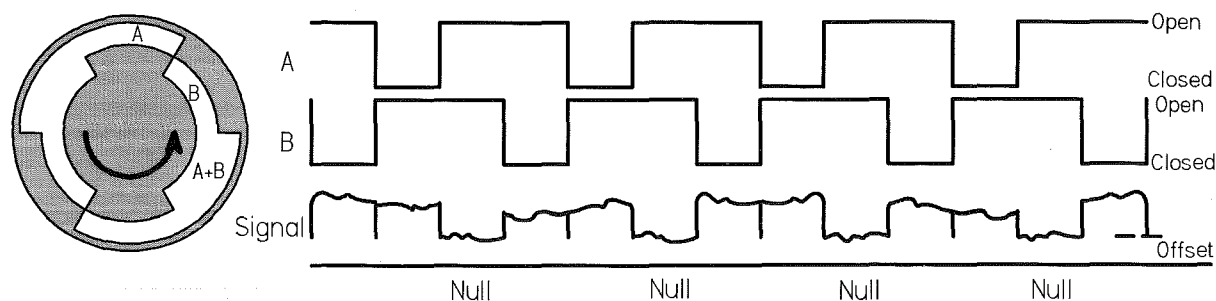 A
B
A+B
A
Open
Closed
B
Open
Closed
Signal
Offset
Null
Null
Null
Null